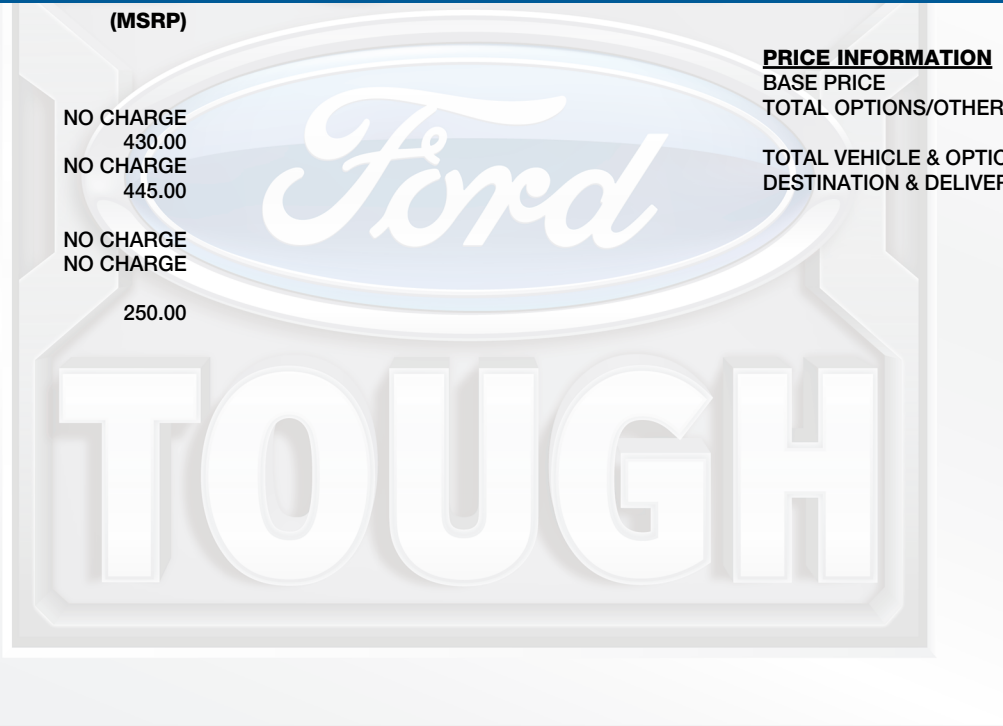 (MSRP)
NO CHARGE
430.00
NO CHARGE
445.00
NO CHARGE
NO CHARGE
250.00
PRICE INFORMATION
BASE PRICE
TOTAL OPTIONS/OTHER
TOTAL VEHICLE & OPTIO
DESTINATION & DELIVER
Ford
TOUGH